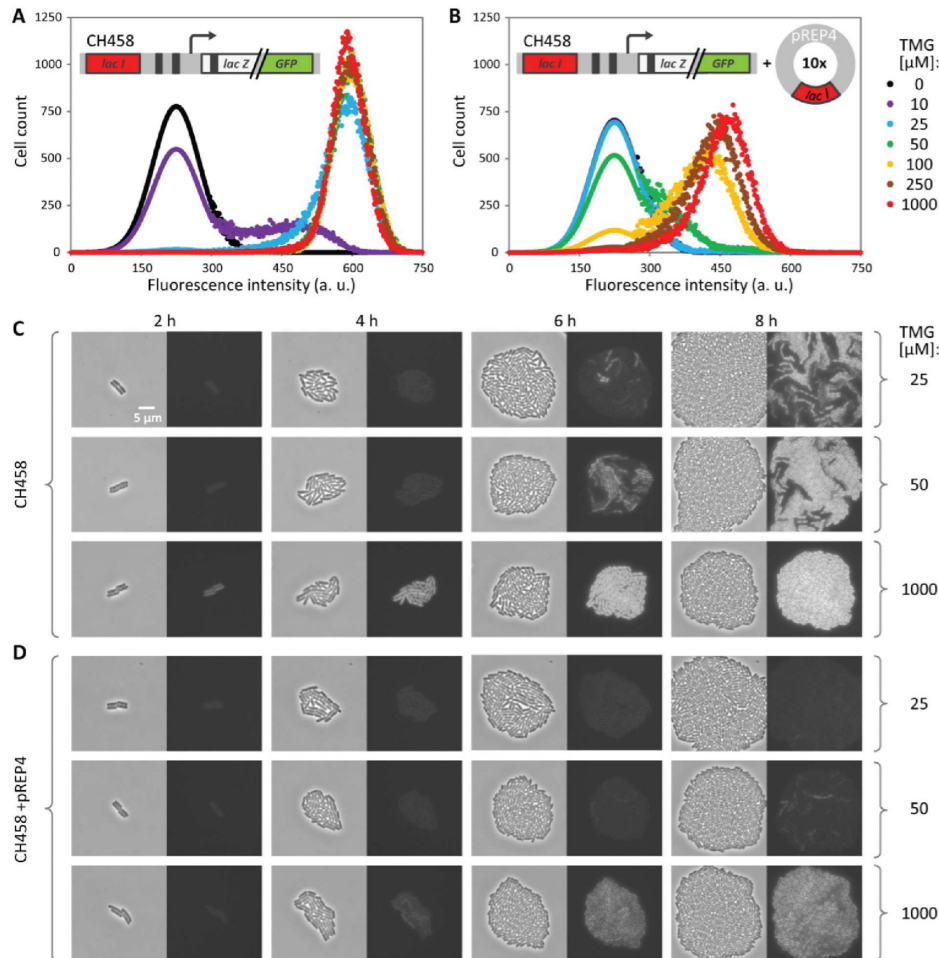 A
B
1250
1000
750
500
250
0
Cell count
CH458
lac I
lac Z
GFP
0 150 300 450 600 750
Fluorescence intensity (a. u.)
1250
1000
750
500
250
0
Cell count
CH458
lac I
lac Z
GFP
+
pREP4
10x
lac I
0 150 300 450 600 750
Fluorescence intensity (a. u.)
TMG
[µM]:
0
10
25
50
100
250
1000
C
2 h 4 h 6 h 8 h
TMG
[µM]:
CH458
5 µm
25
50
1000
D
CH458 +pREP4
25
50
1000